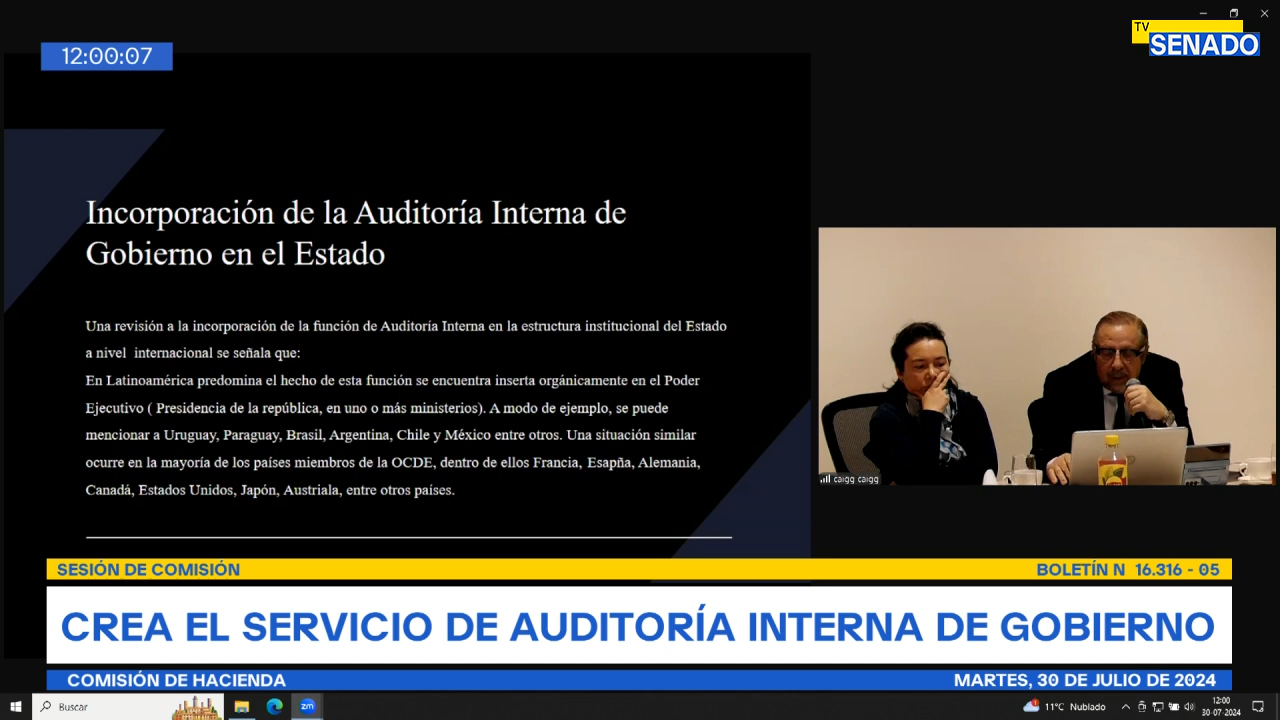 12:00:07
TV
SENADO
Incorporación de la Auditoría Interna de
Gobierno en el Estado
Una revisión a la incorporación de la función de Auditoría Interna en la estructura institucional del Estado
a nivel internacional se señala que:
En Latinoamérica predomina el hecho de esta función se encuentra inserta orgánicamente en el Poder
Ejecutivo ( Presidencia de la república, en uno o más ministerios). A modo de ejemplo, se puede
mencionar a Uruguay, Paraguay, Brasil, Argentina, Chile y México entre otros. Una situación similar
ocurre en la mayoría de los países miembros de la OCDE, dentro de ellos Francia, Esapña, Alemania,
Canadá, Estados Unidos, Japón, Austriala, entre otros países.
caigg caigg
SESIÓN DE COMISIÓN
BOLETÍN N 16.316 - 05
CREA EL SERVICIO DE AUDITORÍA INTERNA DE GOBIERNO
COMISIÓN DE HACIENDA
MARTES, 30 DE JULIO DE 2024
Buscar
zm
11°C Nublado
12:00
30-07-2024